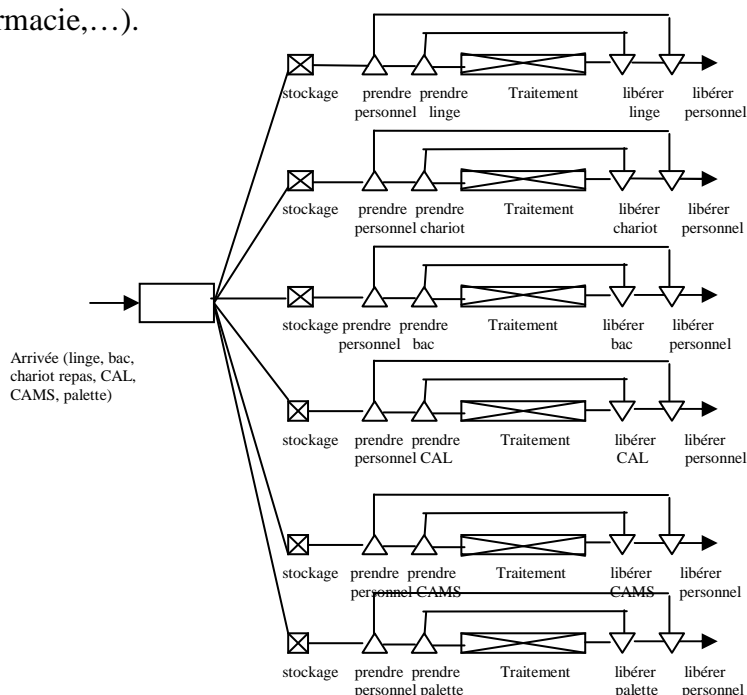 rmacie,…).
stockage prendre prendre Traitement libérer libérer
personnel linge linge personnel
stockage prendre prendre Traitement libérer libérer
personnel chariot chariot personnel
stockage prendre prendre Traitement libérer libérer
personnel bac bac personnel
Arrivée (linge, bac,
chariot repas, CAL,
CAMS, palette)
stockage prendre prendre Traitement libérer libérer
personnel CAL CAL personnel
stockage prendre prendre Traitement libérer libérer
personnel CAMS CAMS personnel
stockage prendre prendre Traitement libérer libérer
personnel palette palette personnel